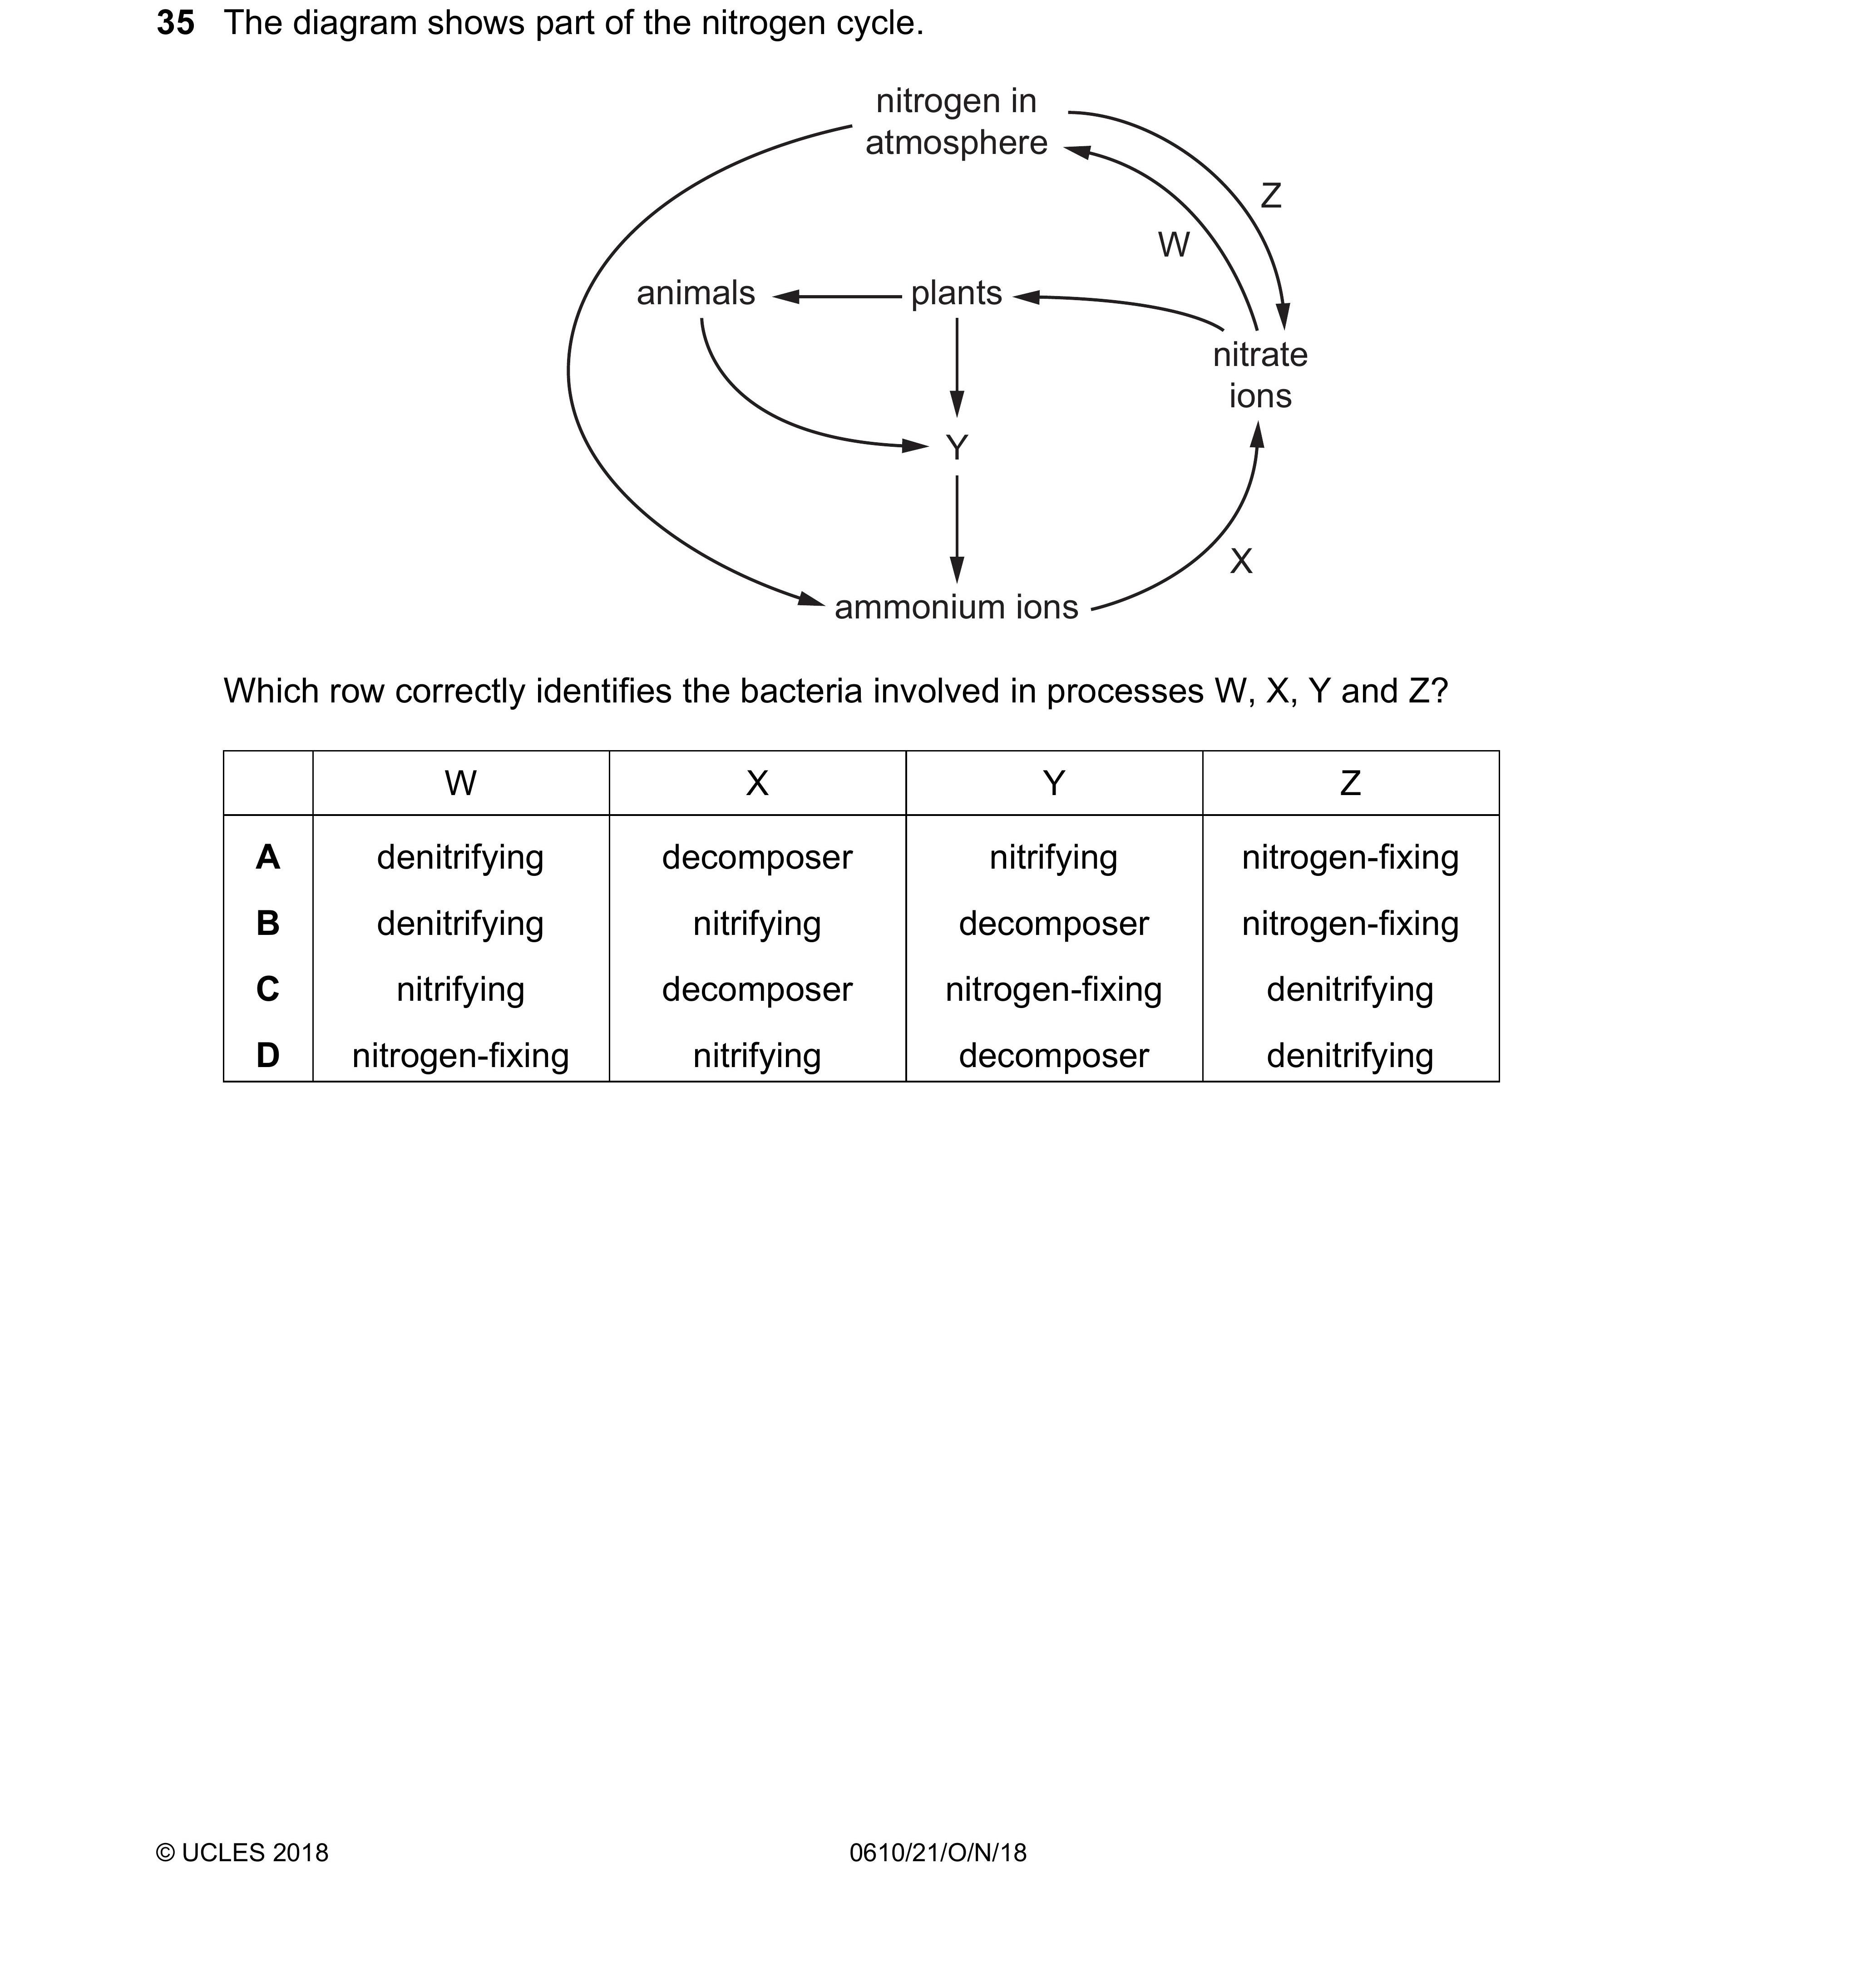 35 The diagram shows part of the nitrogen cycle.
nitrogen in
atmosphere
Z
W
animals
plants
nitrate
ions
Y
X
ammonium ions
Which row correctly identifies the bacteria involved in processes W, X, Y and Z?
W X Y Z
A denitrifying decomposer nitrifying nitrogen-fixing
B denitrifying nitrifying decomposer nitrogen-fixing
C nitrifying decomposer nitrogen-fixing denitrifying
D nitrogen-fixing nitrifying decomposer denitrifying
© UCLES 2018 0610/21/O/N/18